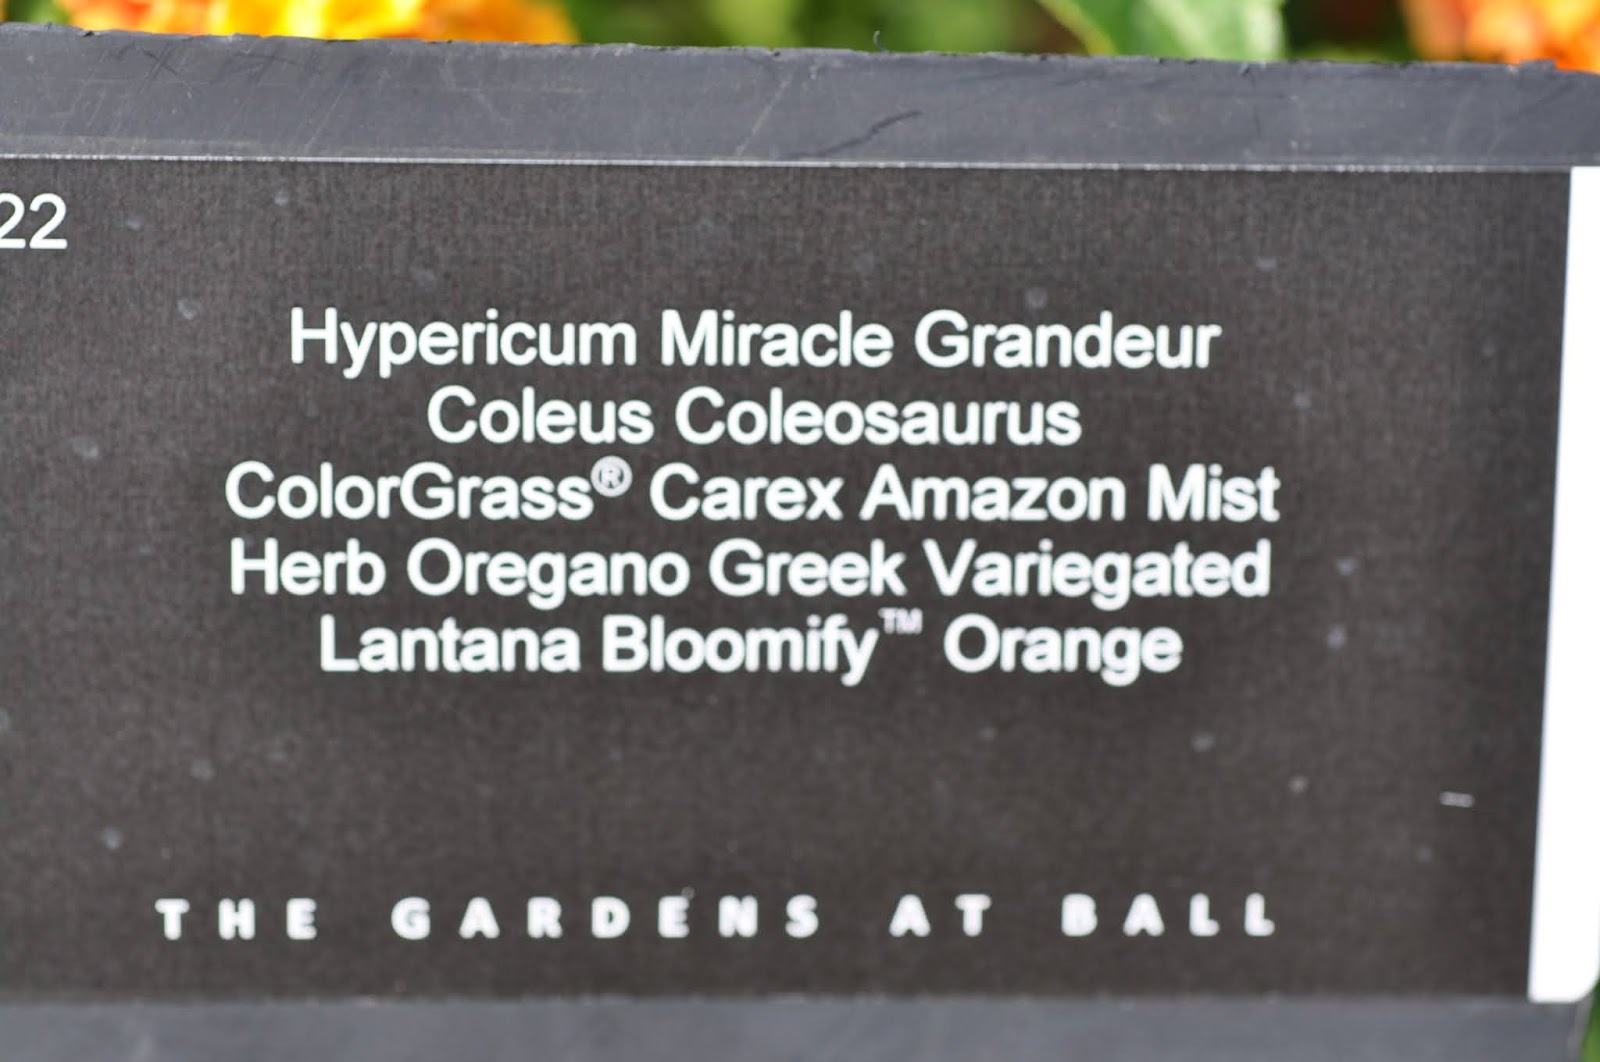 22
Hypericum Miracle Grandeur
Coleus Coleosaurus
ColorGrass® Carex Amazon Mist
Herb Oregano Greek Variegated
Lantana Bloomify™ Orange
THE GARDENS AT BALL